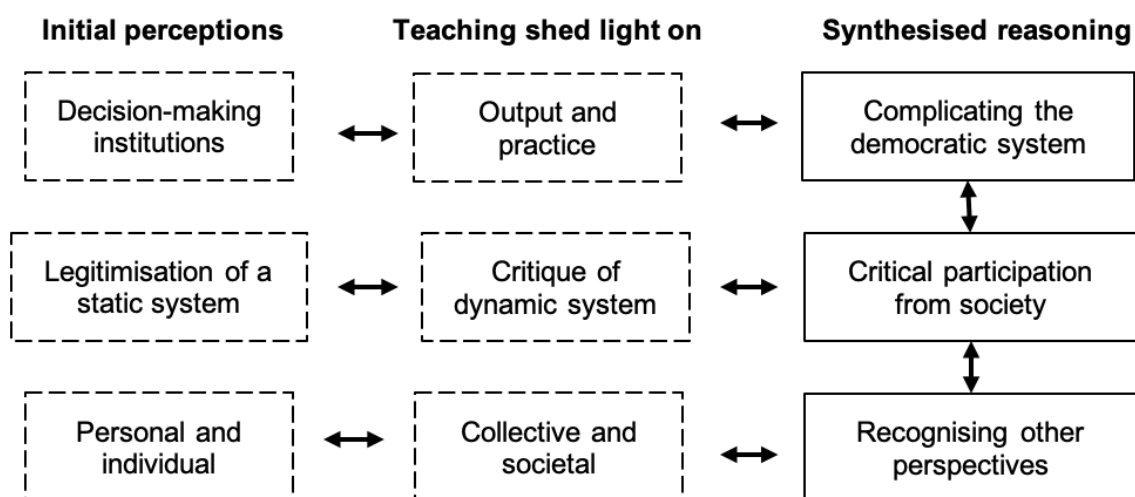 Initial perceptions
Teaching shed light on
Synthesised reasoning
Decision-making
institutions
Output and
practice
Complicating the
democratic system
Legitimisation of a
static system
Critique of
dynamic system
Critical participation
from society
Personal and
individual
Collective and
societal
Recognising other
perspectives